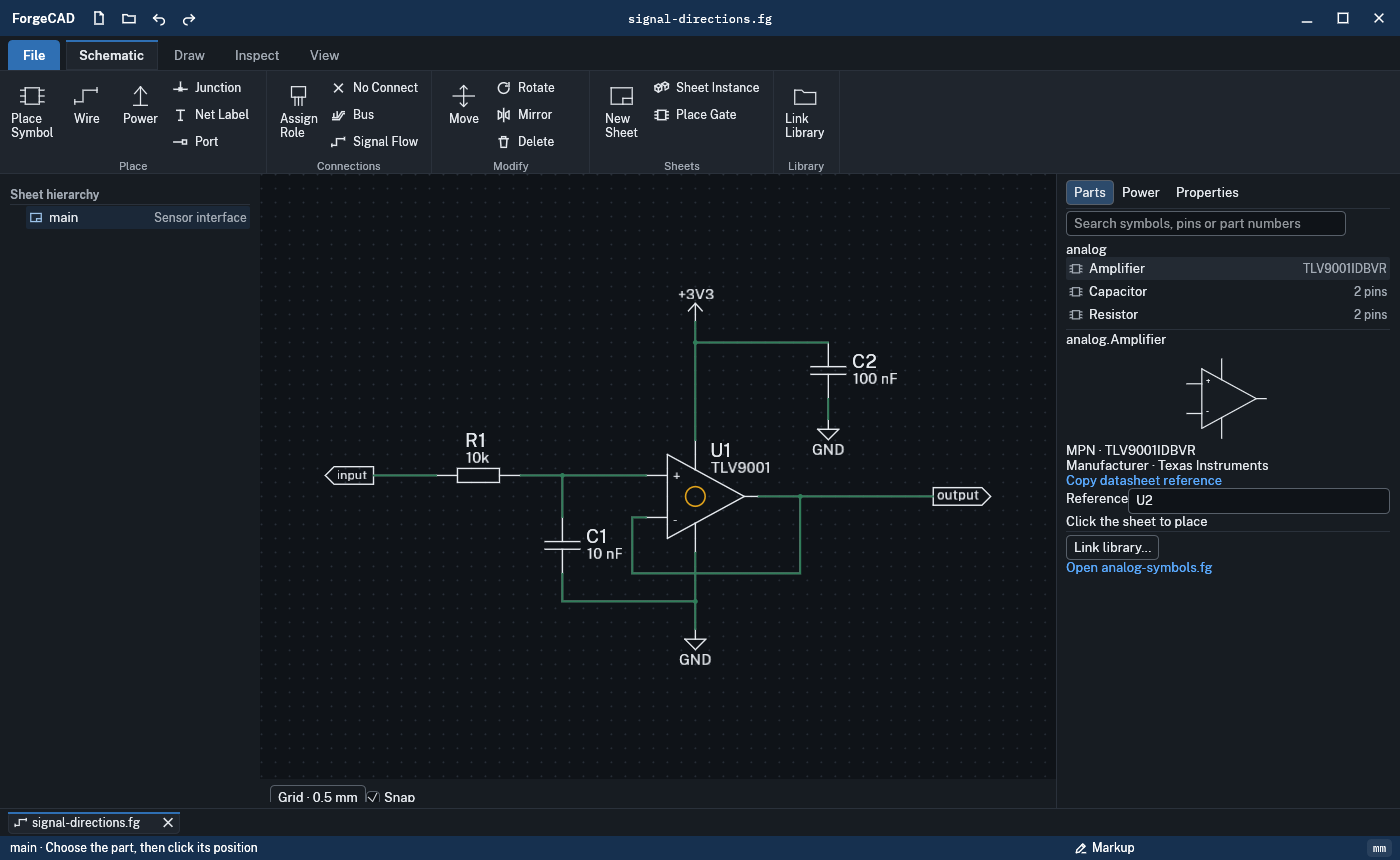 ForgeCAD
signal-directions.fg
File Schematic Draw Inspect View
Place Symbol
Wire
Power
Junction
Net Label
Port
Place
Assign Role
No Connect
Bus
Signal Flow
Connections
Move
Rotate
Mirror
Delete
Modify
New Sheet
Sheet Instance
Place Gate
Sheets
Link Library
Library
Sheet hierarchy
main Sensor interface
+3V3
C2
100 nF
GND
R1
10k
input
U1
TLV9001
+
-
output
C1
10 nF
GND
Grid · 0.5 mm Snap
Parts Power Properties
Search symbols, pins or part numbers
analog
Amplifier TLV9001IDBVR
Capacitor 2 pins
Resistor 2 pins
analog.Amplifier
+
-
MPN · TLV9001IDBVR
Manufacturer · Texas Instruments
Copy datasheet reference
Reference U2
Click the sheet to place
Link library...
Open analog-symbols.fg
signal-directions.fg
main · Choose the part, then click its position
Markup
mm